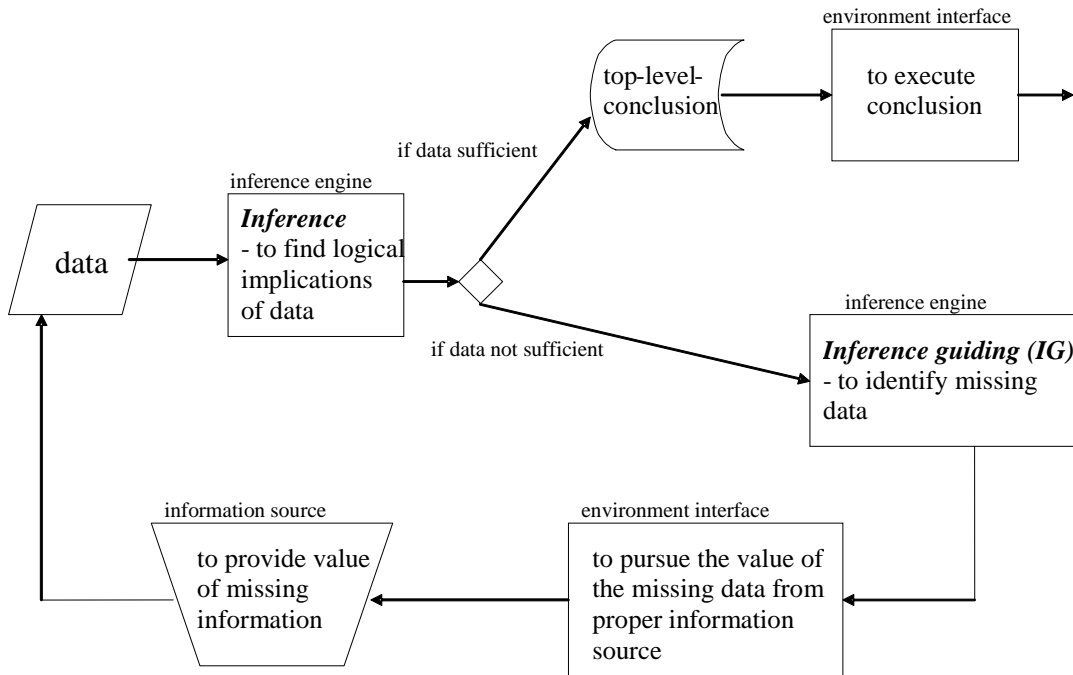 environment interface
top-level-
conclusion
to execute
conclusion
if data sufficient
inference engine
Inference
- to find logical
implications
of data
data
if data not sufficient
inference engine
Inference guiding (IG)
- to identify missing
data
information source
to provide value
of missing
information
environment interface
to pursue the value of
the missing data from
proper information
source